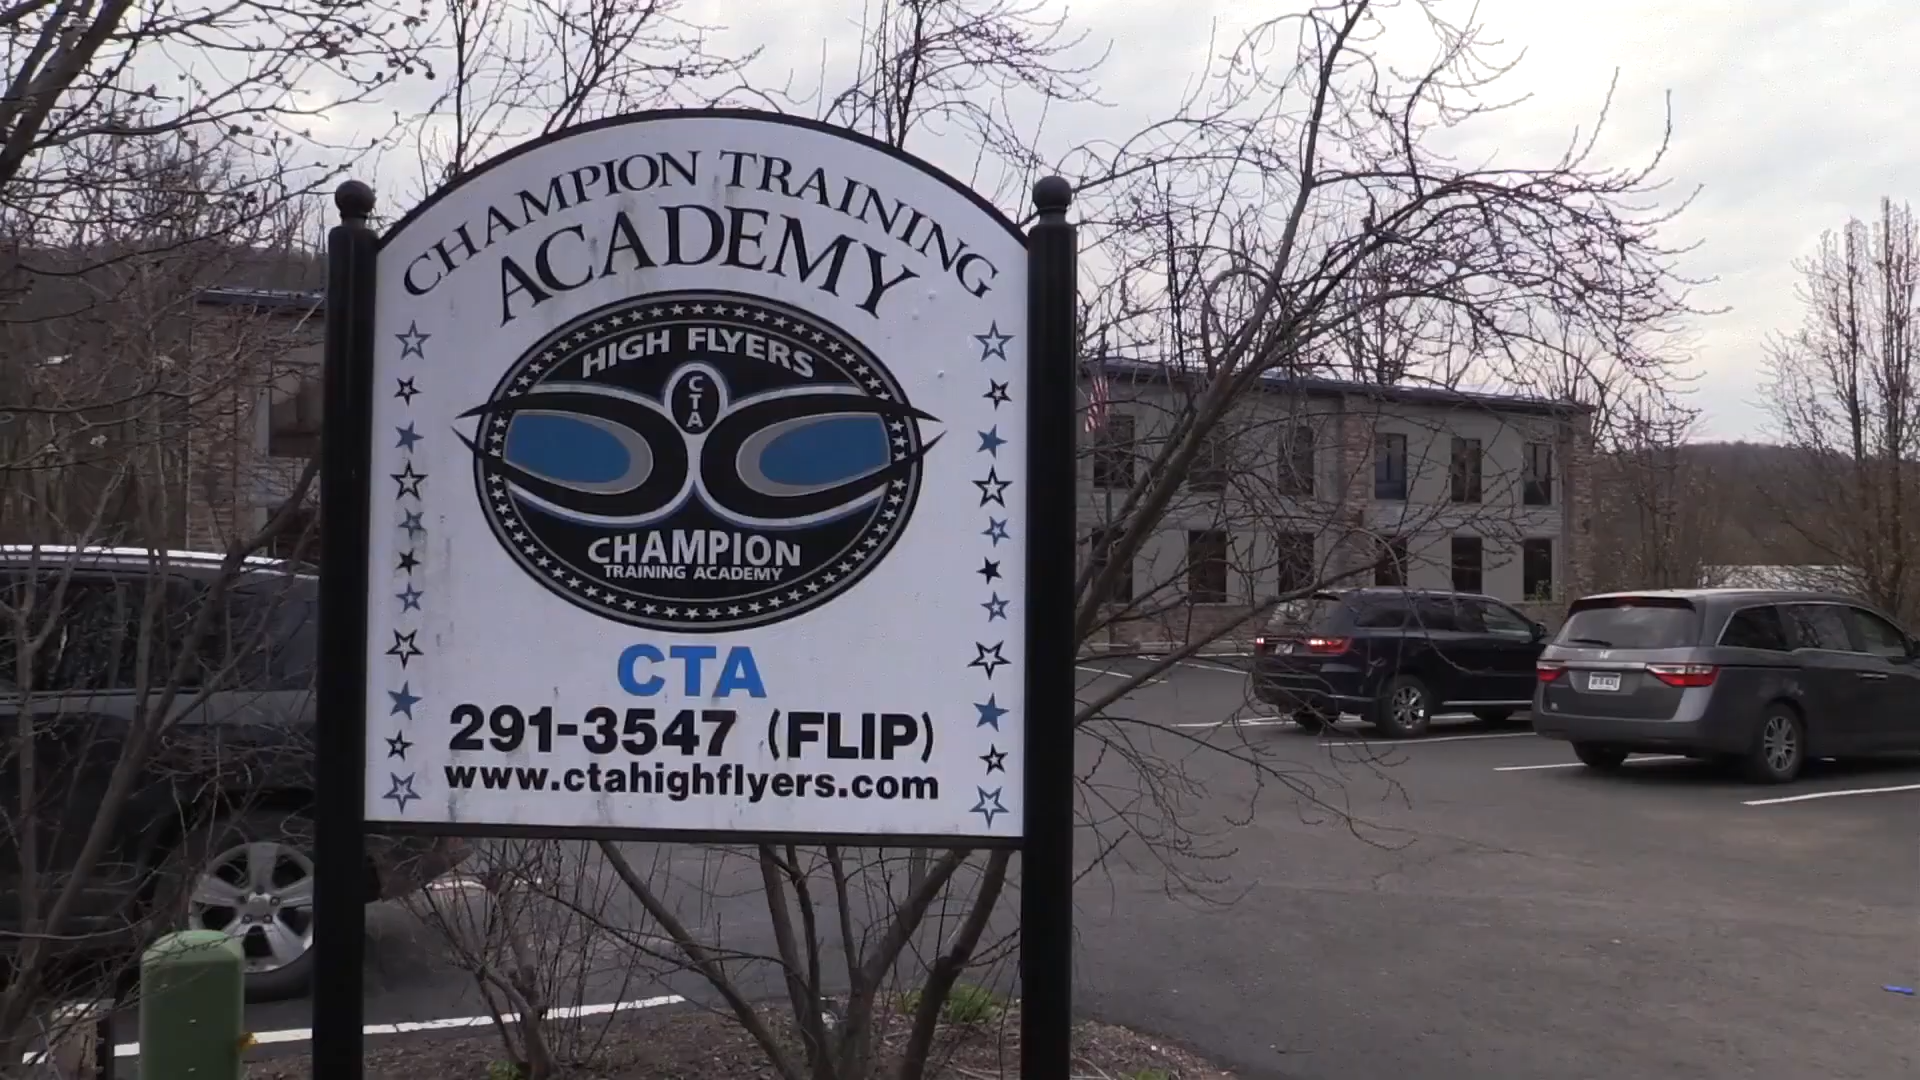 CHAMPION TRAINING
ACADEMY
HIGH FLYERS
CTA
CHAMPION
TRAINING ACADEMY
CTA
291-3547 (FLIP)
www.ctahighflyers.com